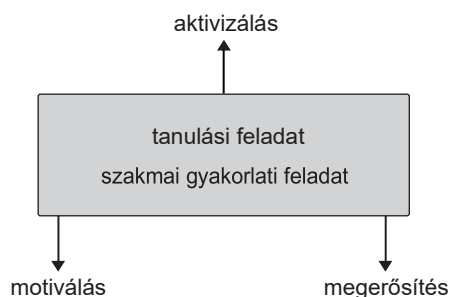 aktivizálás
tanulási feladat
szakmai gyakorlati feladat
motiválás
megerősítés